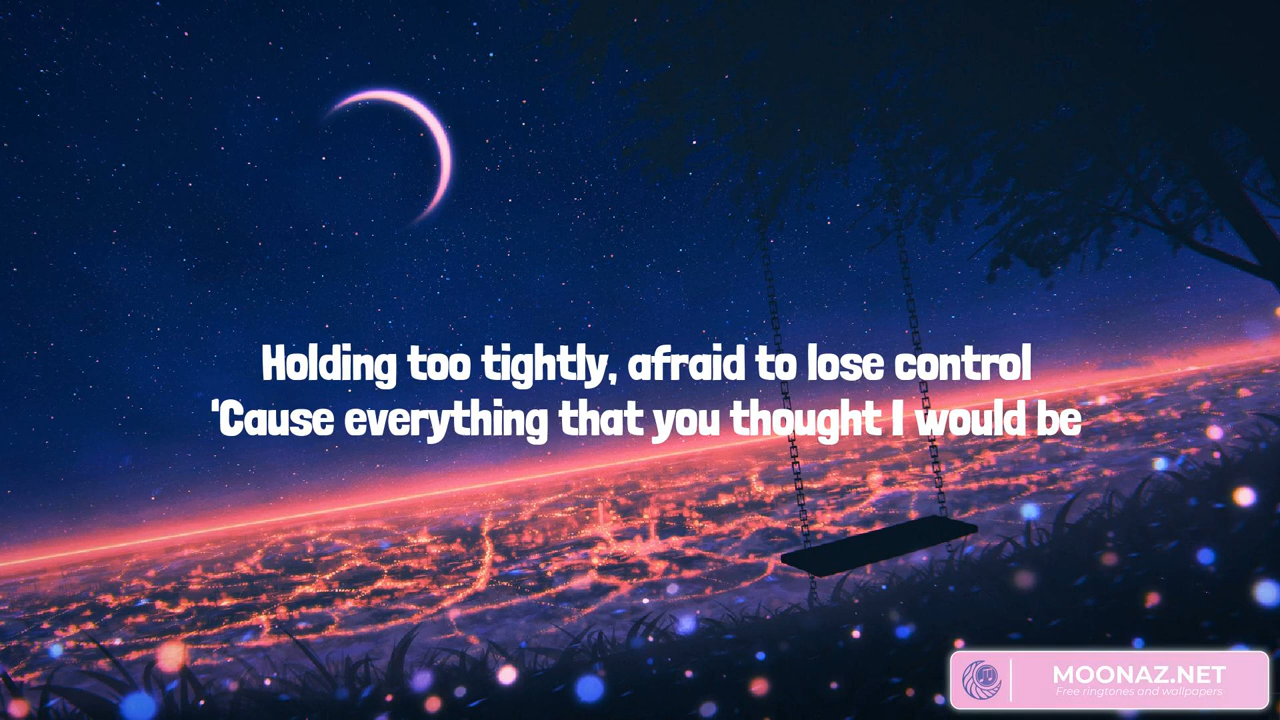 Holding too tightly, afraid to lose control
'Cause everything that you thought I would be
MOONAZ.NET
Free ringtones and wallpapers